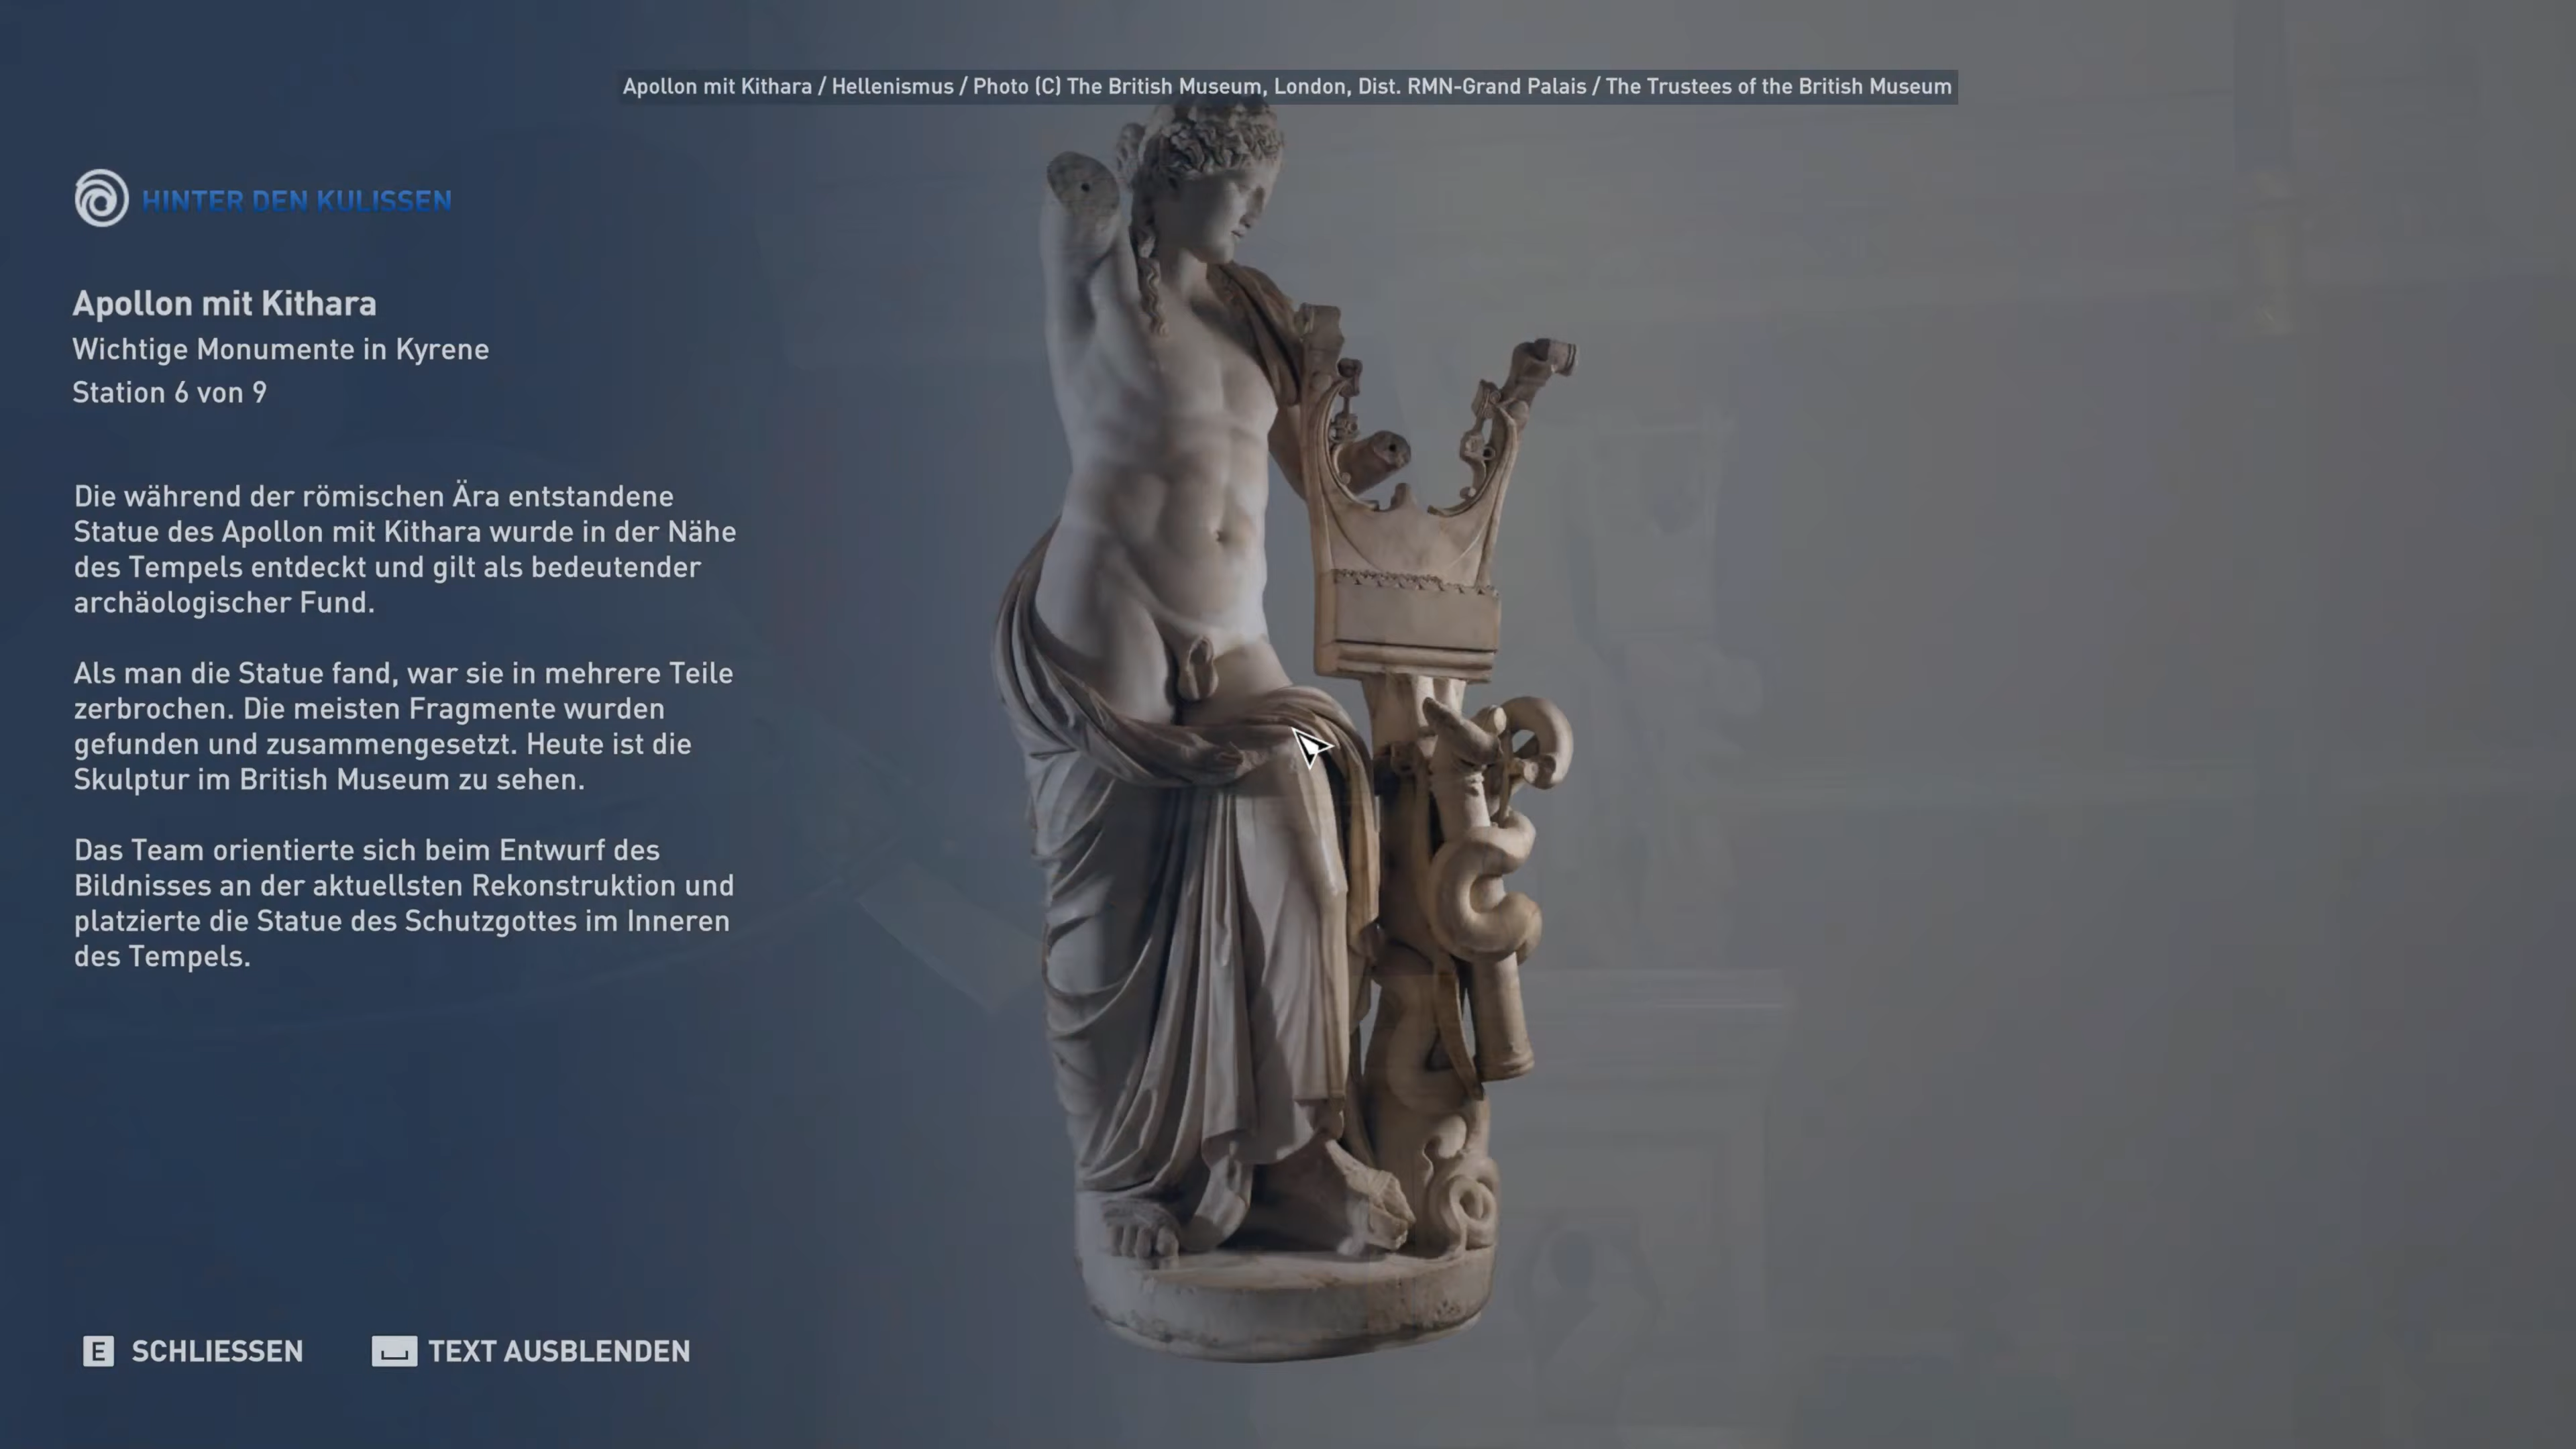 Apollon mit Kithara / Hellenismus / Photo (C) The British Museum, London, Dist. RMN-Grand Palais / The Trustees of the British Museum
HINTER DEN KULISSEN
Apollon mit Kithara
Wichtige Monumente in Kyrene
Station 6 von 9
Die während der römischen Ära entstandene
Statue des Apollon mit Kithara wurde in der Nähe
des Tempels entdeckt und gilt als bedeutender
archäologischer Fund.
Als man die Statue fand, war sie in mehrere Teile
zerbrochen. Die meisten Fragmente wurden
gefunden und zusammengesetzt. Heute ist die
Skulptur im British Museum zu sehen.
Das Team orientierte sich beim Entwurf des
Bildnisses an der aktuellsten Rekonstruktion und
platzierte die Statue des Schutzgottes im Inneren
des Tempels.
E SCHLIESSEN TEXT AUSBLENDEN